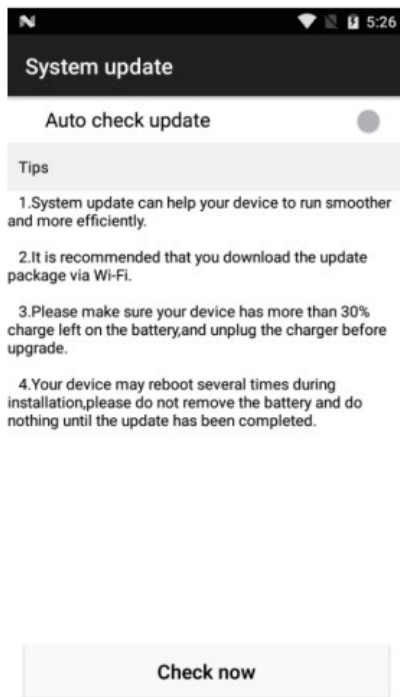 5:26
System update
Auto check update
Tips
1.System update can help your device to run smoother
and more efficiently.
2.It is recommended that you download the update
package via Wi-Fi.
3.Please make sure your device has more than 30%
charge left on the battery,and unplug the charger before
upgrade.
4.Your device may reboot several times during
installation,please do not remove the battery and do
nothing until the update has been completed.
Check now